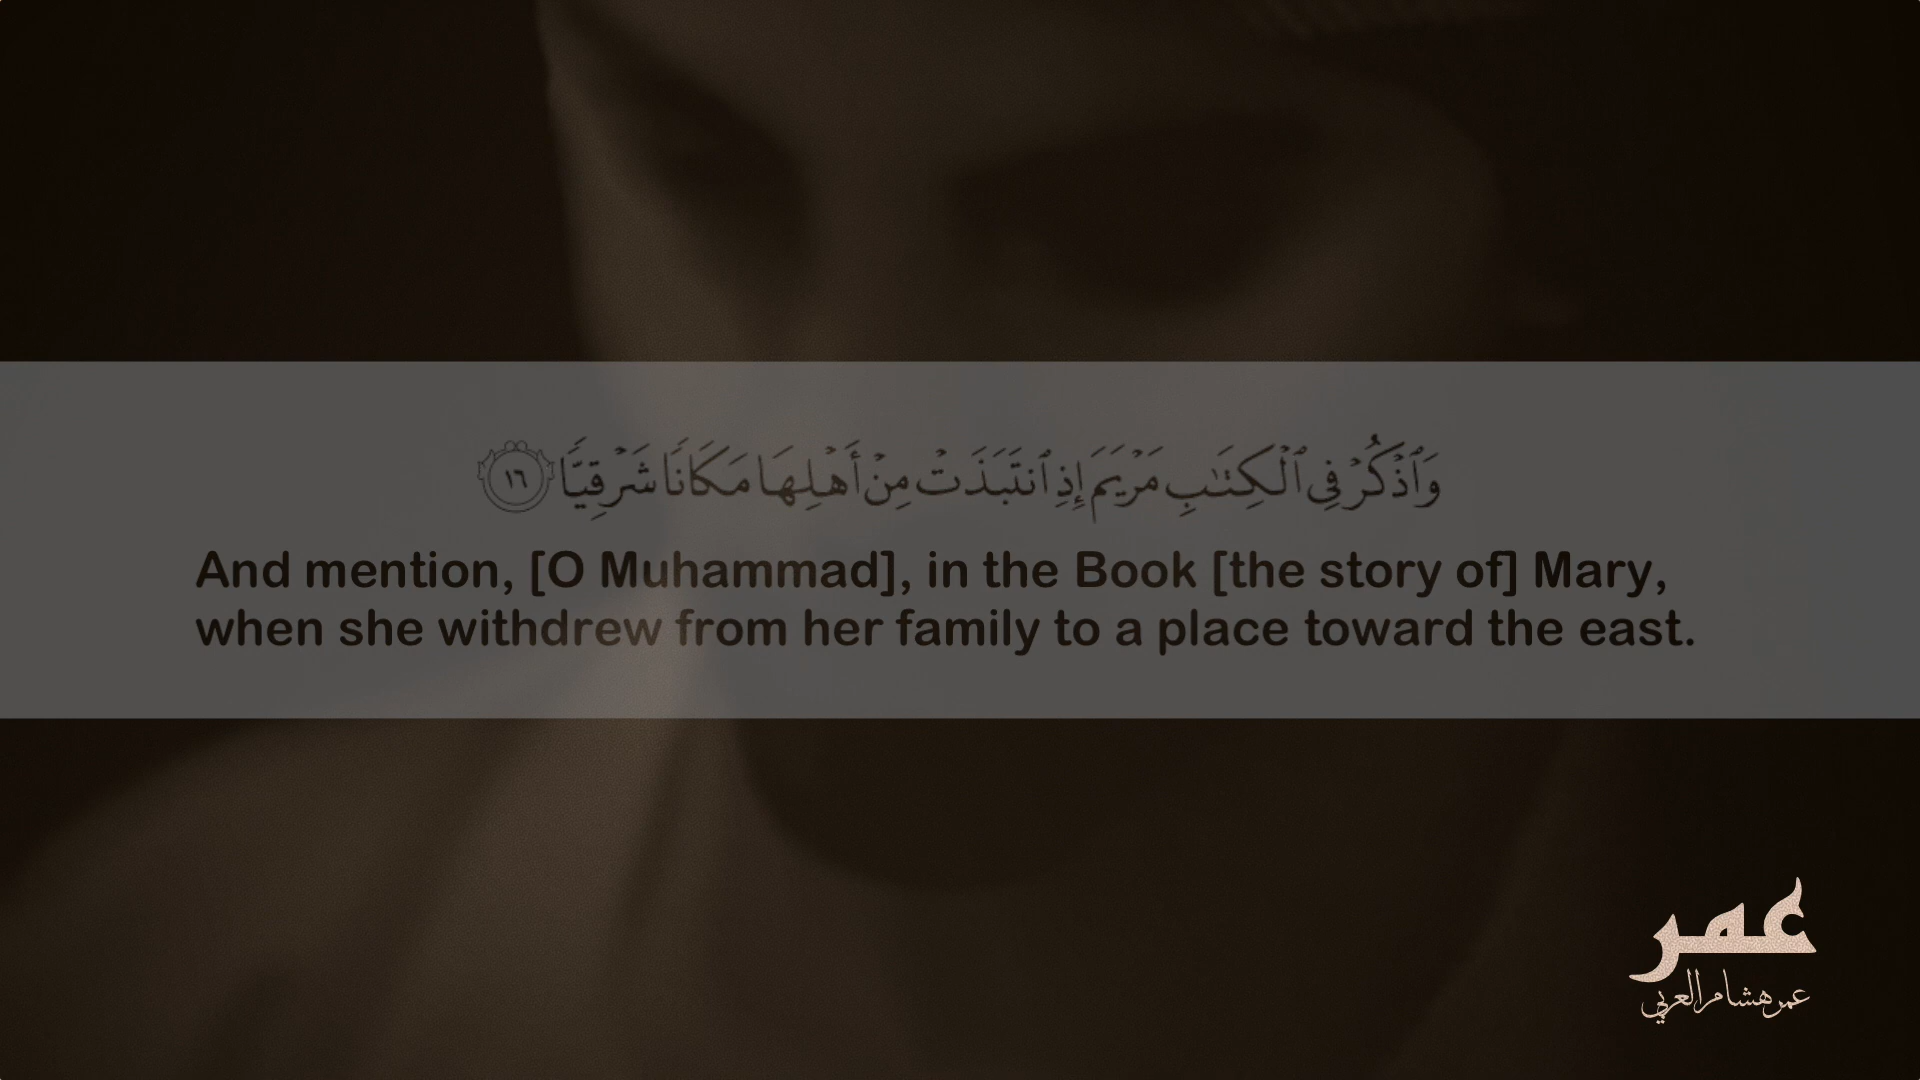 وَٱذْكُرْ فِى ٱلْكِتَٰبِ مَرْيَمَ إِذِ ٱنتَبَذَتْ مِنْ أَهْلِهَا مَكَانًا شَرْقِيًّا ١٦
And mention, [O Muhammad], in the Book [the story of] Mary,
when she withdrew from her family to a place toward the east.
عمر
عمر هشام العربي